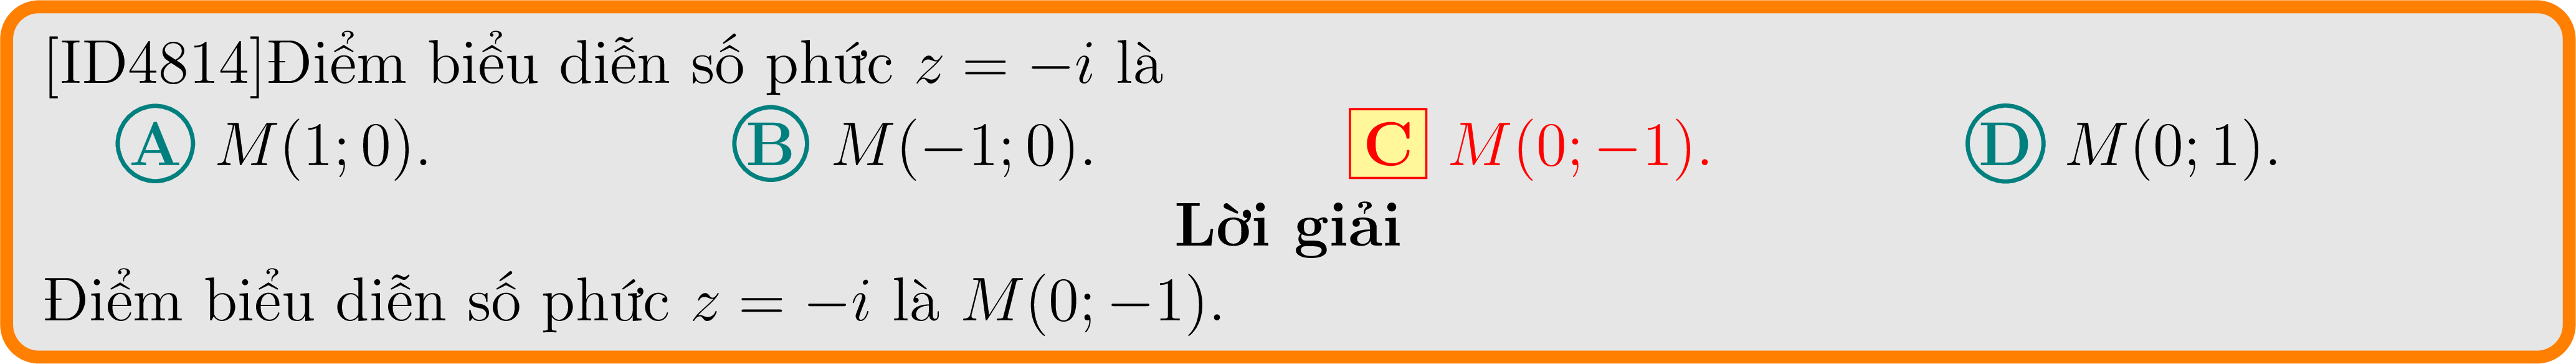 [ID4814]Điểm biểu diễn số phức z = −i là
A M(1; 0). B M(−1; 0). C M(0; −1). D M(0; 1).
Lời giải
Điểm biểu diễn số phức z = −i là M(0; −1).